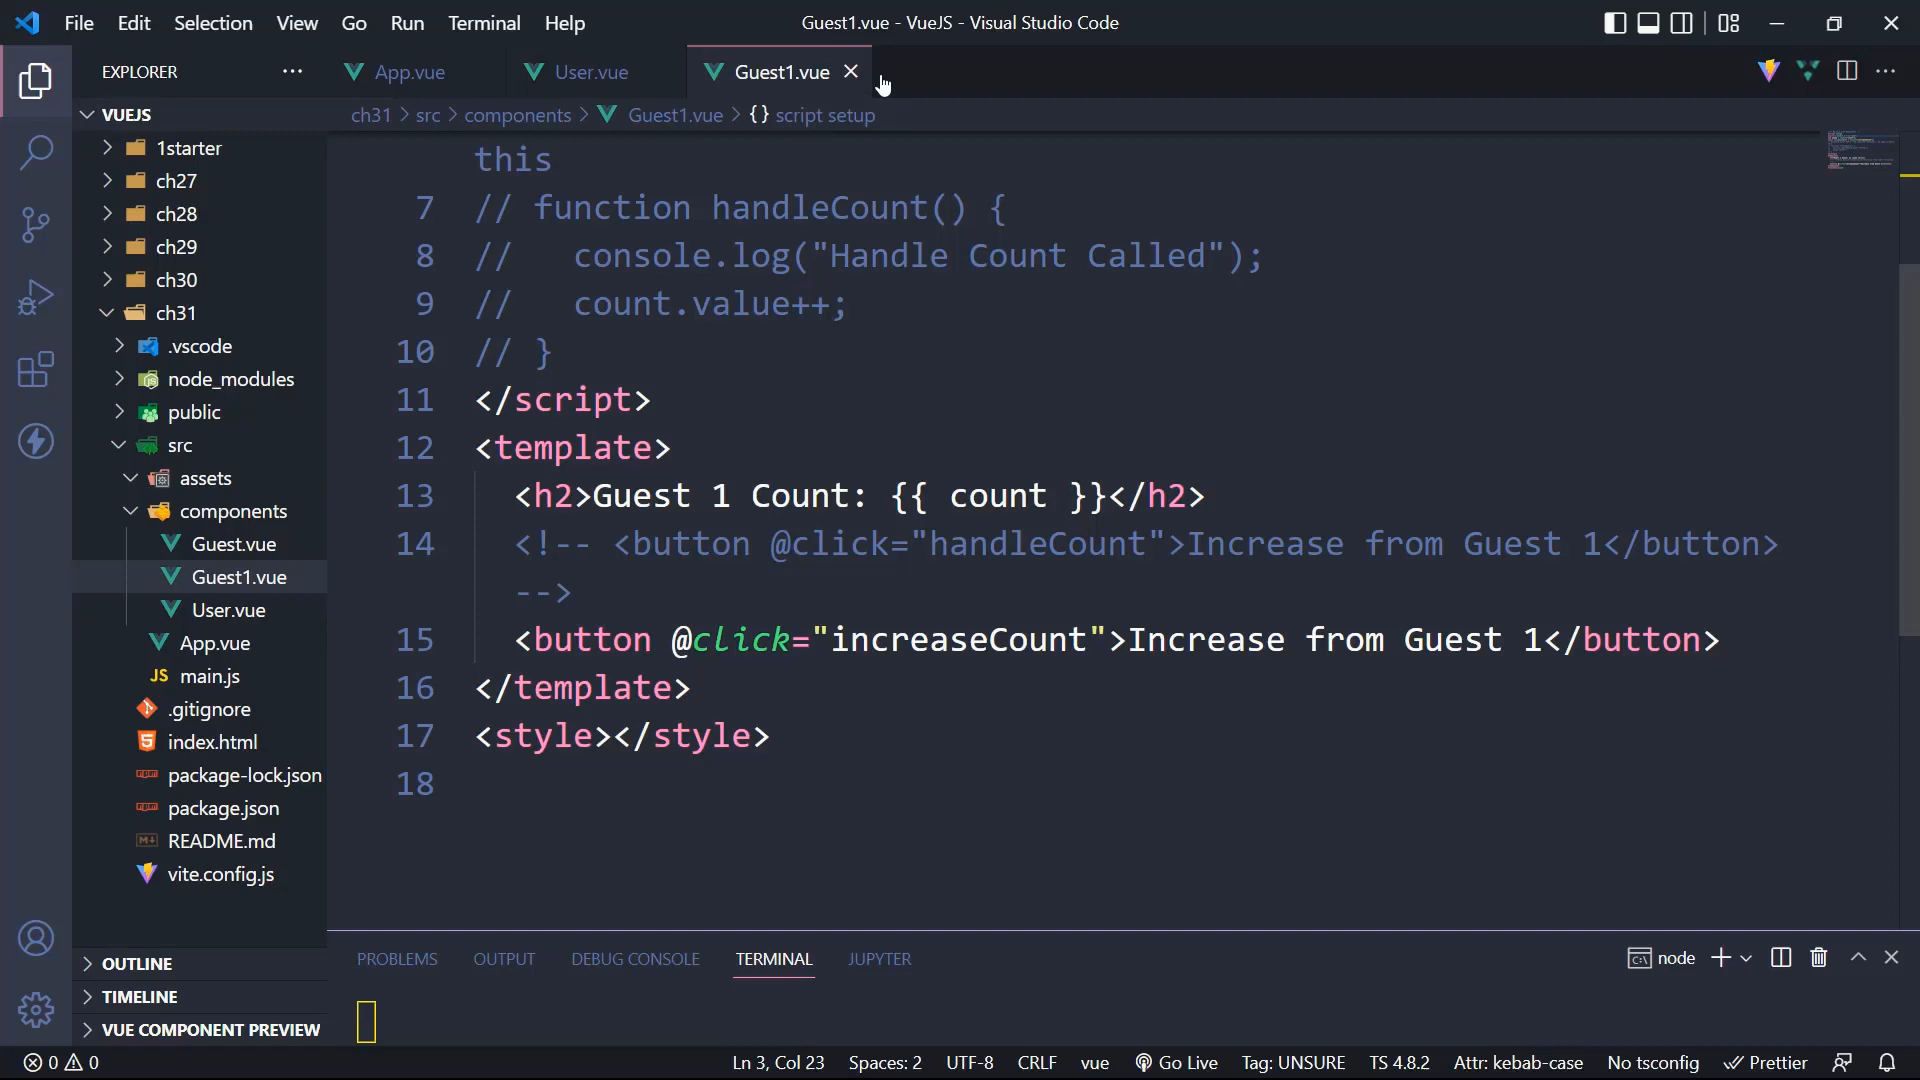 File Edit Selection View Go Run Terminal Help
Guest1.vue - VueJS - Visual Studio Code
EXPLORER
App.vue
User.vue
Guest1.vue
VUEJS
ch31 > src > components > Guest1.vue > {} script setup
1starter
ch27
ch28
ch29
ch30
ch31
.vscode
node_modules
public
src
assets
components
Guest.vue
Guest1.vue
User.vue
App.vue
JS main.js
.gitignore
index.html
package-lock.json
package.json
README.md
vite.config.js
OUTLINE
TIMELINE
VUE COMPONENT PREVIEW
this
7 // function handleCount() {
8 //   console.log("Handle Count Called");
9 //   count.value++;
10 // }
11 </script>
12 <template>
13   <h2>Guest 1 Count: {{ count }}</h2>
14   <!-- <button @click="handleCount">Increase from Guest 1</button>
-->
15   <button @click="increaseCount">Increase from Guest 1</button>
16 </template>
17 <style></style>
18
PROBLEMS OUTPUT DEBUG CONSOLE TERMINAL JUPYTER
node
0 0
Ln 3, Col 23 Spaces: 2 UTF-8 CRLF vue Go Live Tag: UNSURE TS 4.8.2 Attr: kebab-case No tsconfig Prettier